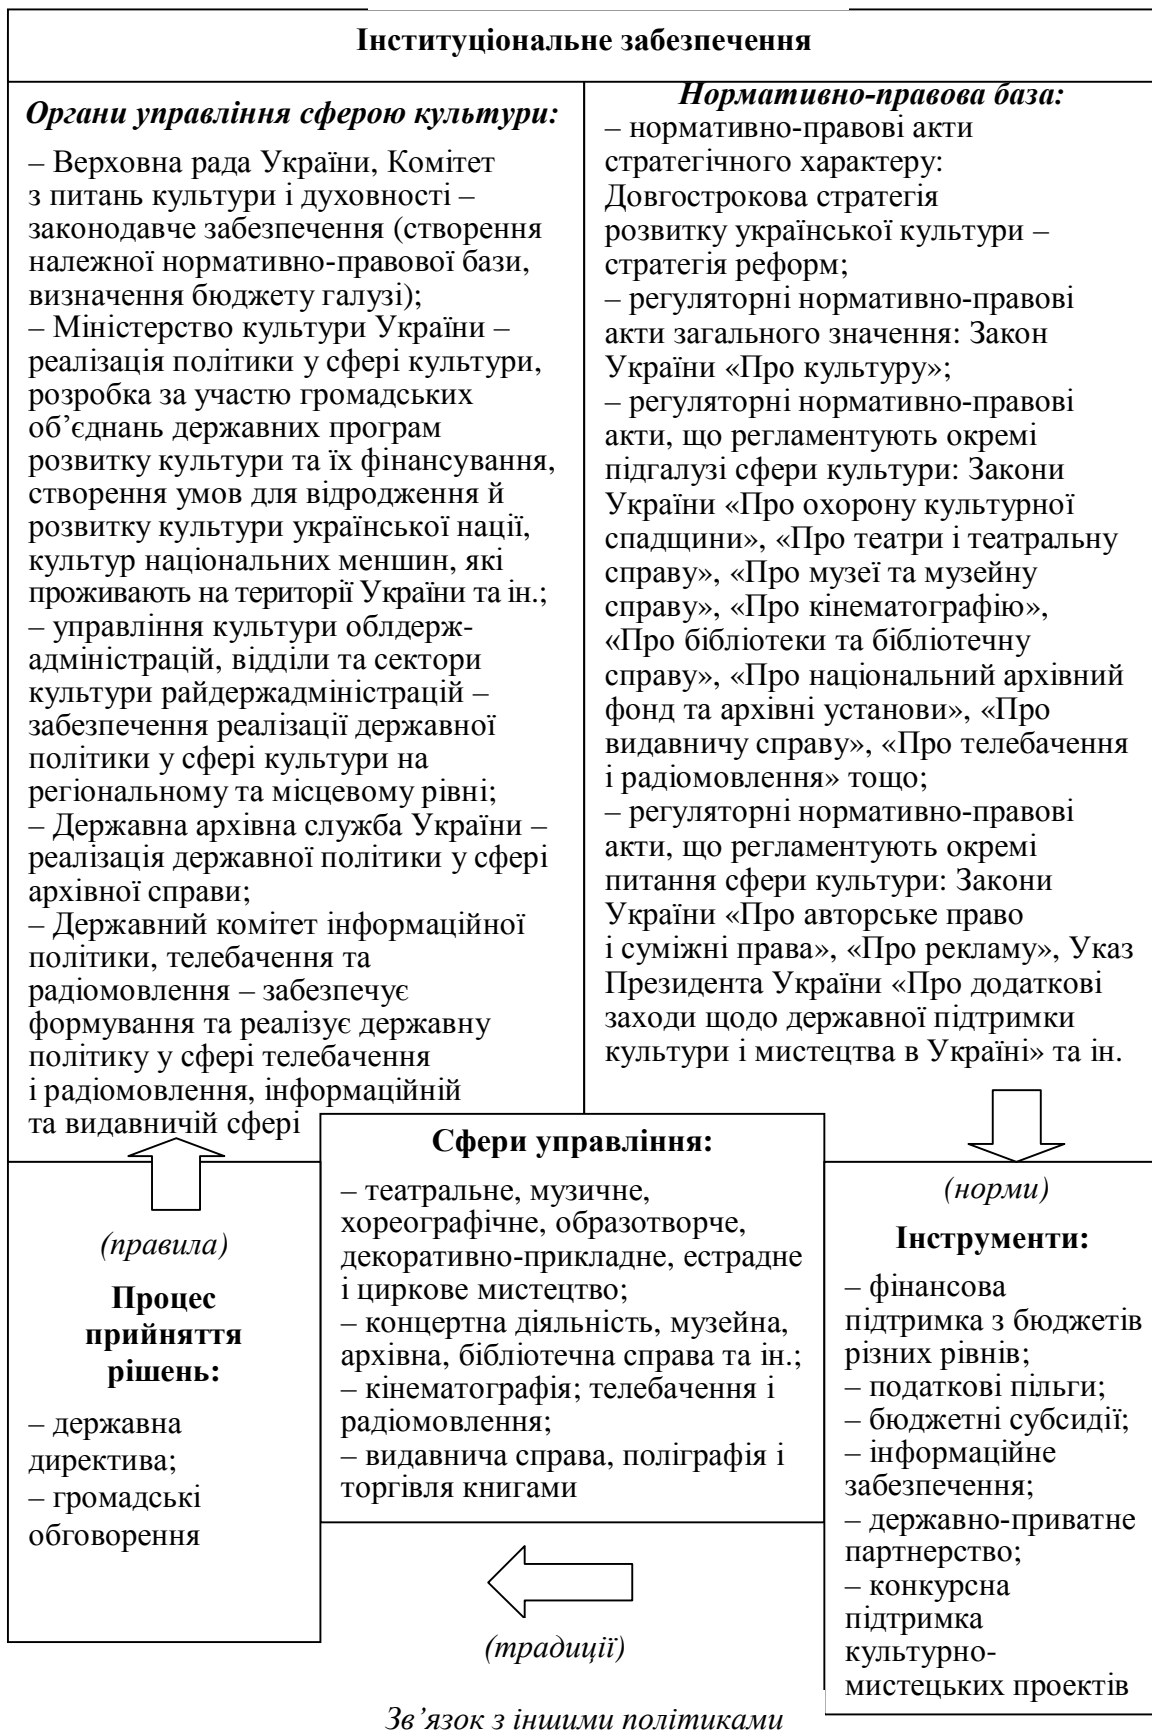 Інституціональне забезпечення
Органи управління сферою культури:
– Верховна рада України, Комітет
з питань культури і духовності –
законодавче забезпечення (створення
належної нормативно-правової бази,
визначення бюджету галузі);
– Міністерство культури України –
реалізація політики у сфері культури,
розробка за участю громадських
об’єднань державних програм
розвитку культури та їх фінансування,
створення умов для відродження й
розвитку культури української нації,
культур національних меншин, які
проживають на території України та ін.;
– управління культури облдерж-
адміністрацій, відділи та сектори
культури райдержадміністрацій –
забезпечення реалізації державної
політики у сфері культури на
регіональному та місцевому рівні;
– Державна архівна служба України –
реалізація державної політики у сфері
архівної справи;
– Державний комітет інформаційної
політики, телебачення та
радіомовлення – забезпечує
формування та реалізує державну
політику у сфері телебачення
і радіомовлення, інформаційній
та видавничій сфері
Нормативно-правова база:
– нормативно-правові акти
стратегічного характеру:
Довгострокова стратегія
розвитку української культури –
стратегія реформ;
– регуляторні нормативно-правові
акти загального значення: Закон
України «Про культуру»;
– регуляторні нормативно-правові
акти, що регламентують окремі
підгалузі сфери культури: Закони
України «Про охорону культурної
спадщини», «Про театри і театральну
справу», «Про музеї та музейну
справу», «Про кінематографію»,
«Про бібліотеки та бібліотечну
справу», «Про національний архівний
фонд та архівні установи», «Про
видавничу справу», «Про телебачення
і радіомовлення» тощо;
– регуляторні нормативно-правові
акти, що регламентують окремі
питання сфери культури: Закони
України «Про авторське право
і суміжні права», «Про рекламу», Указ
Президента України «Про додаткові
заходи щодо державної підтримки
культури і мистецтва в Україні» та ін.
(правила)
Процес
прийняття
рішень:
– державна
директива;
– громадські
обговорення
Сфери управління:
– театральне, музичне,
хореографічне, образотворче,
декоративно-прикладне, естрадне
і циркове мистецтво;
– концертна діяльність, музейна,
архівна, бібліотечна справа та ін.;
– кінематографія; телебачення і
радіомовлення;
– видавнича справа, поліграфія і
торгівля книгами
(норми)
Інструменти:
– фінансова
підтримка з бюджетів
різних рівнів;
– податкові пільги;
– бюджетні субсидії;
– інформаційне
забезпечення;
– державно-приватне
партнерство;
– конкурсна
підтримка
культурно-
мистецьких проектів
(традиції)
Зв’язок з іншими політиками